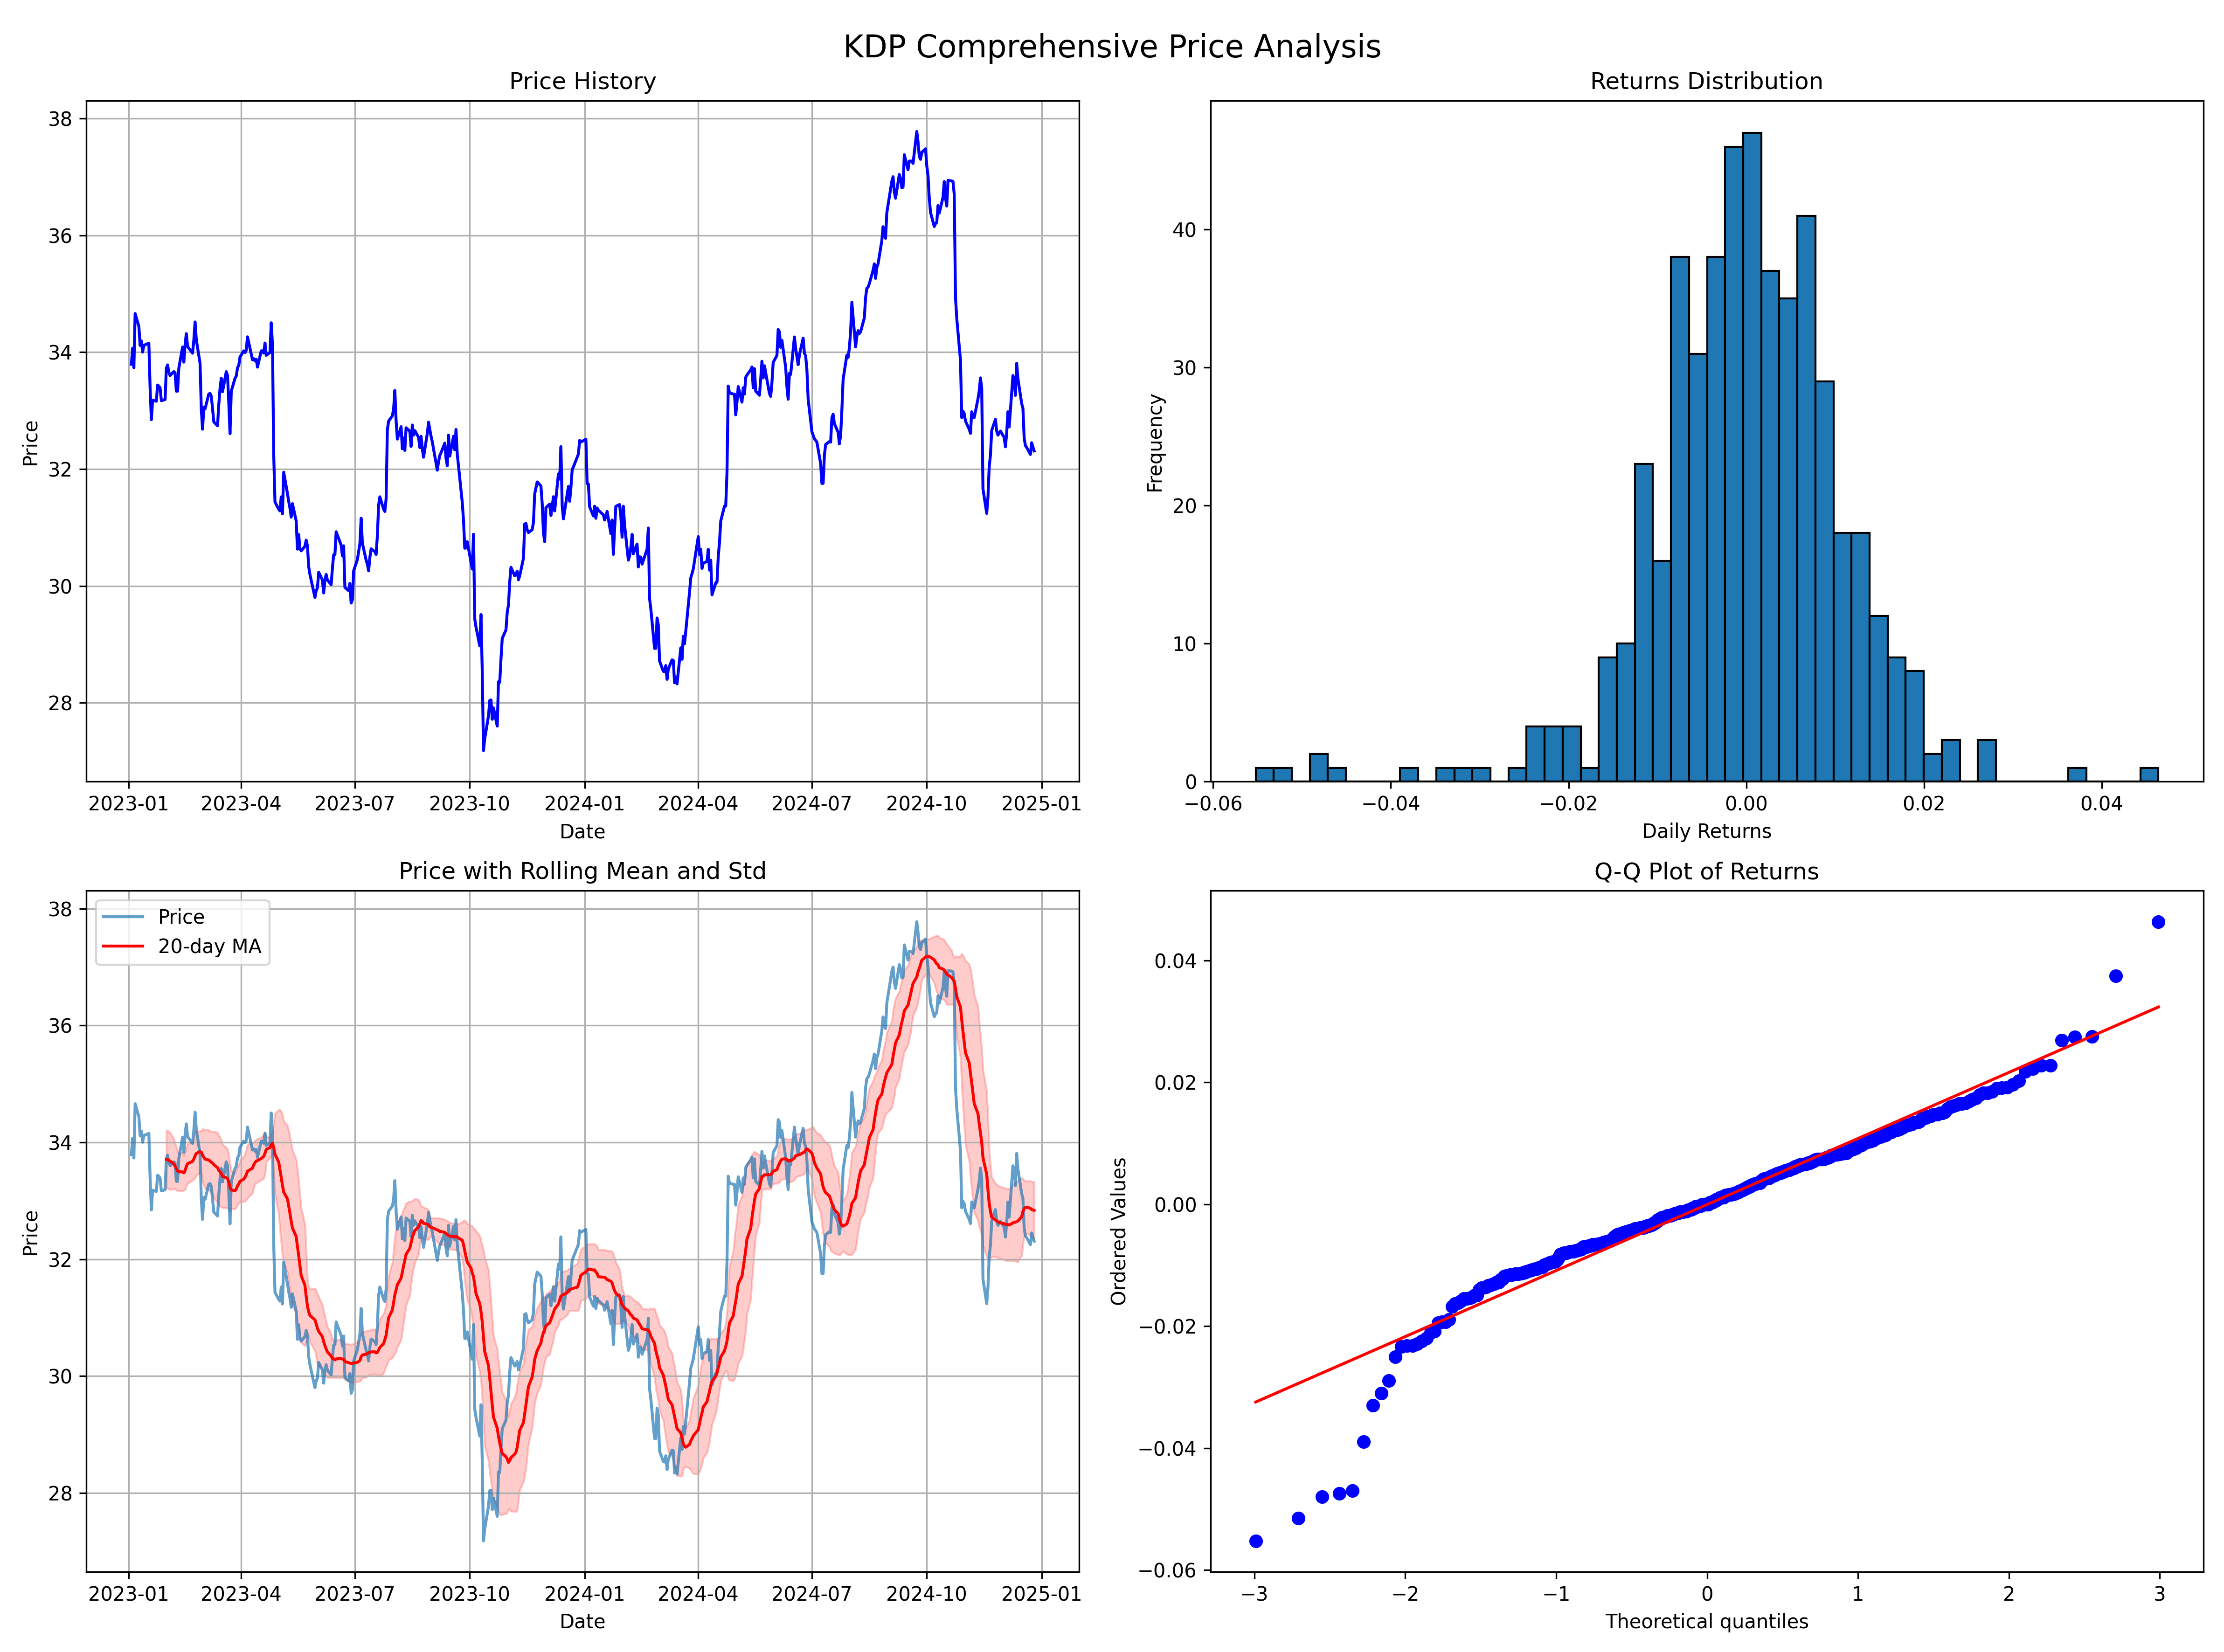 KDP Comprehensive Price Analysis
Price History
38
36
34
32
30
28
Price
2023-01 2023-04 2023-07 2023-10 2024-01 2024-04 2024-07 2024-10 2025-01
Date
Returns Distribution
40
30
20
10
0
Frequency
−0.06 −0.04 −0.02 0.00 0.02 0.04
Daily Returns
Price with Rolling Mean and Std
Price
20-day MA
38
36
34
32
30
28
Price
2023-01 2023-04 2023-07 2023-10 2024-01 2024-04 2024-07 2024-10 2025-01
Date
Q-Q Plot of Returns
0.04
0.02
0.00
−0.02
−0.04
−0.06
Ordered Values
−3 −2 −1 0 1 2 3
Theoretical quantiles